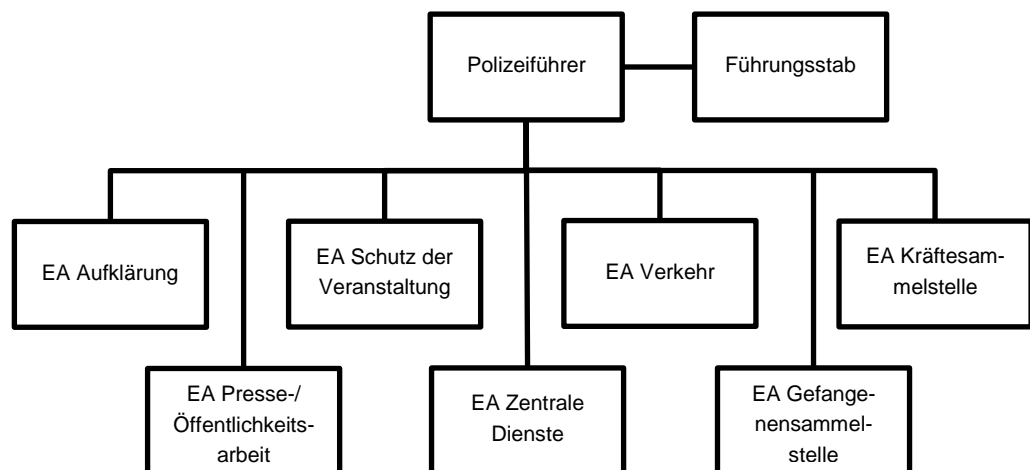 Polizeiführer
Führungsstab
EA Aufklärung
EA Schutz der
Veranstaltung
EA Verkehr
EA Kräftesam-
melstelle
EA Presse-/
Öffentlichkeits-
arbeit
EA Zentrale
Dienste
EA Gefange-
nensammel-
stelle